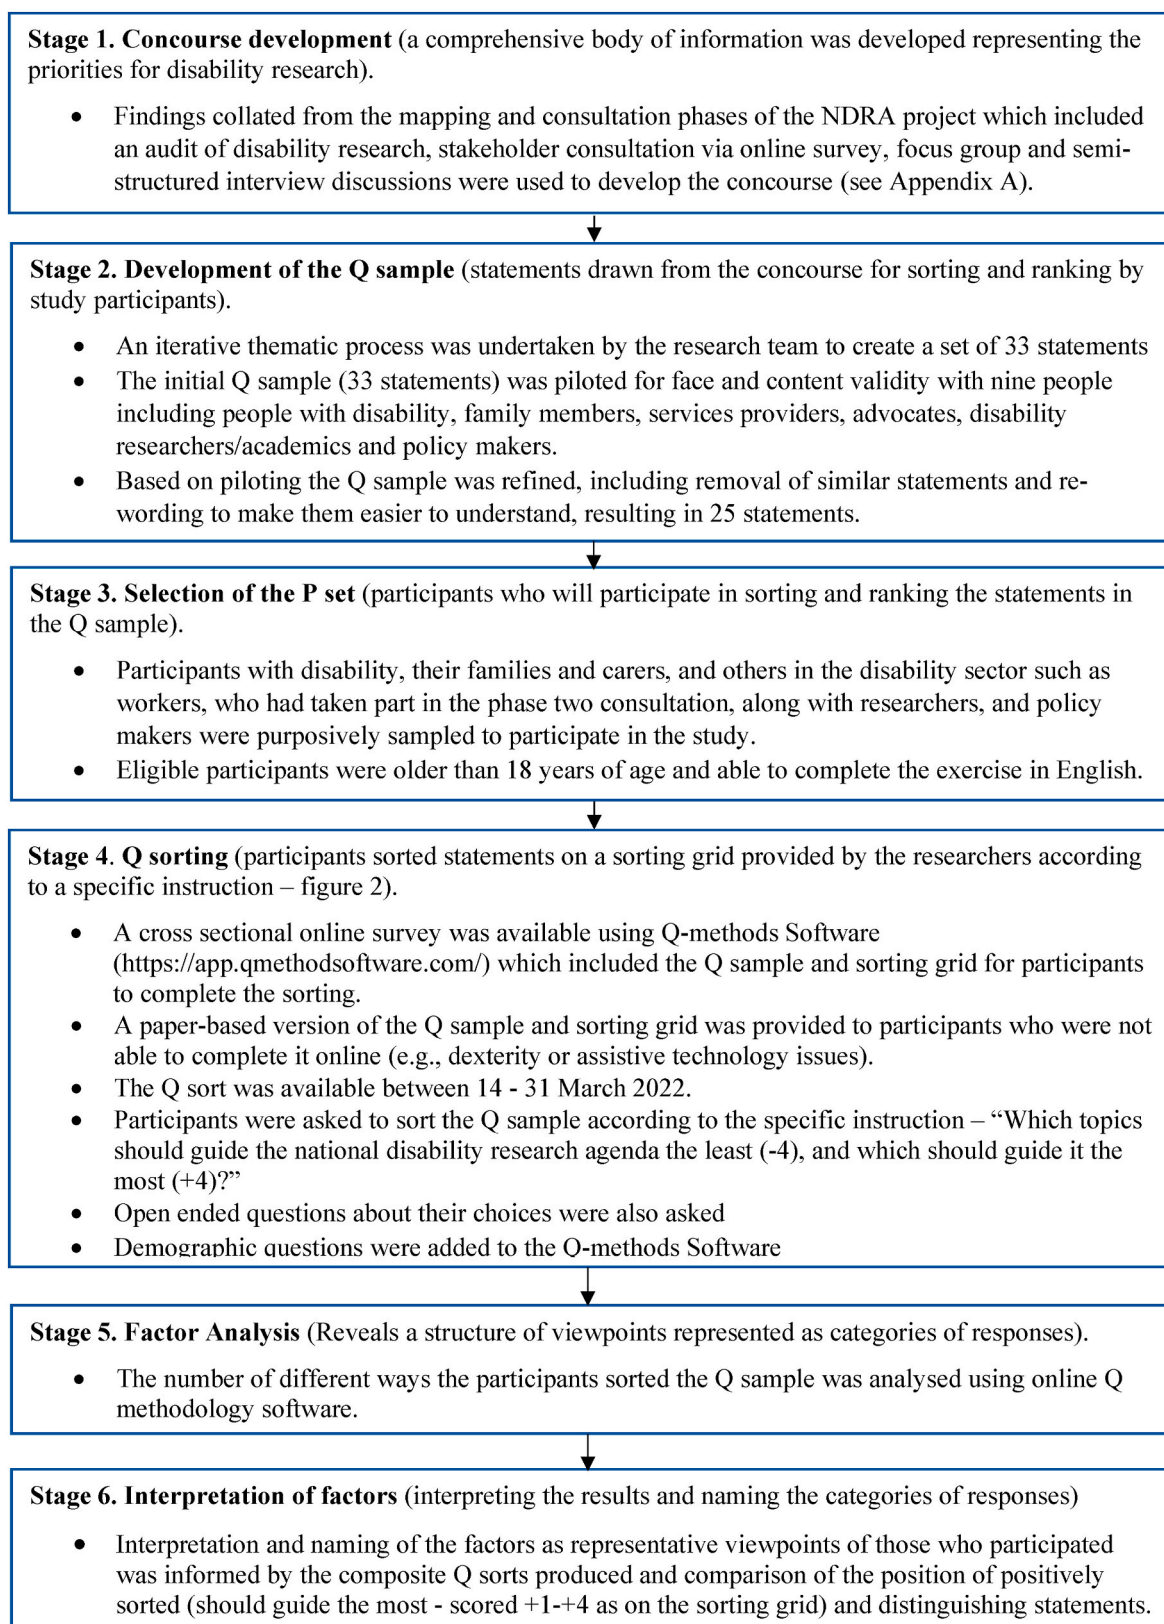 Stage 1. Concourse development (a comprehensive body of information was developed representing the
priorities for disability research).
• Findings collated from the mapping and consultation phases of the NDRA project which included
an audit of disability research, stakeholder consultation via online survey, focus group and semi-
structured interview discussions were used to develop the concourse (see Appendix A).
Stage 2. Development of the Q sample (statements drawn from the concourse for sorting and ranking by
study participants).
• An iterative thematic process was undertaken by the research team to create a set of 33 statements
• The initial Q sample (33 statements) was piloted for face and content validity with nine people
including people with disability, family members, services providers, advocates, disability
researchers/academics and policy makers.
• Based on piloting the Q sample was refined, including removal of similar statements and re-
wording to make them easier to understand, resulting in 25 statements.
Stage 3. Selection of the P set (participants who will participate in sorting and ranking the statements in
the Q sample).
• Participants with disability, their families and carers, and others in the disability sector such as
workers, who had taken part in the phase two consultation, along with researchers, and policy
makers were purposively sampled to participate in the study.
• Eligible participants were older than 18 years of age and able to complete the exercise in English.
Stage 4. Q sorting (participants sorted statements on a sorting grid provided by the researchers according
to a specific instruction – figure 2).
• A cross sectional online survey was available using Q-methods Software
(https://app.qmethodsoftware.com/) which included the Q sample and sorting grid for participants
to complete the sorting.
• A paper-based version of the Q sample and sorting grid was provided to participants who were not
able to complete it online (e.g., dexterity or assistive technology issues).
• The Q sort was available between 14 - 31 March 2022.
• Participants were asked to sort the Q sample according to the specific instruction – “Which topics
should guide the national disability research agenda the least (-4), and which should guide it the
most (+4)?”
• Open ended questions about their choices were also asked
• Demographic questions were added to the Q-methods Software
Stage 5. Factor Analysis (Reveals a structure of viewpoints represented as categories of responses).
• The number of different ways the participants sorted the Q sample was analysed using online Q
methodology software.
Stage 6. Interpretation of factors (interpreting the results and naming the categories of responses)
• Interpretation and naming of the factors as representative viewpoints of those who participated
was informed by the composite Q sorts produced and comparison of the position of positively
sorted (should guide the most - scored +1-+4 as on the sorting grid) and distinguishing statements.